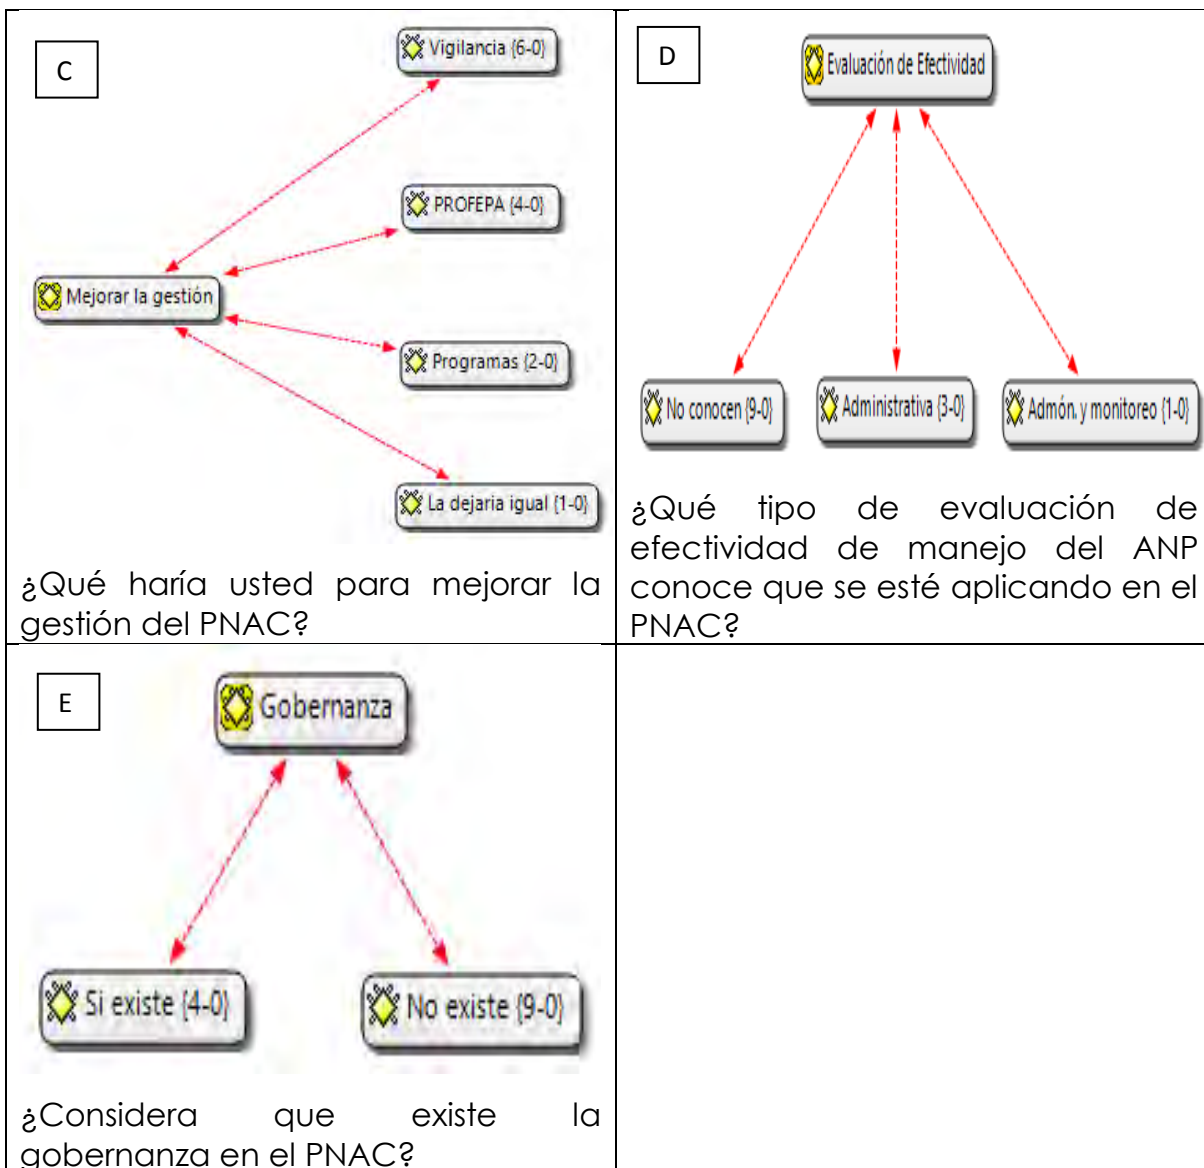 C
Vigilancia {6-0}
PROFEPA {4-0}
Mejorar la gestión
Programas {2-0}
La dejaria igual {1-0}
¿Qué haría usted para mejorar la
gestión del PNAC?
D
Evaluación de Efectividad
No conocen {9-0}
Administrativa {3-0}
Admón. y monitoreo {1-0}
¿Qué tipo de evaluación de
efectividad de manejo del ANP
conoce que se esté aplicando en el
PNAC?
E
Gobernanza
Si existe {4-0}
No existe {9-0}
¿Considera que existe la
gobernanza en el PNAC?